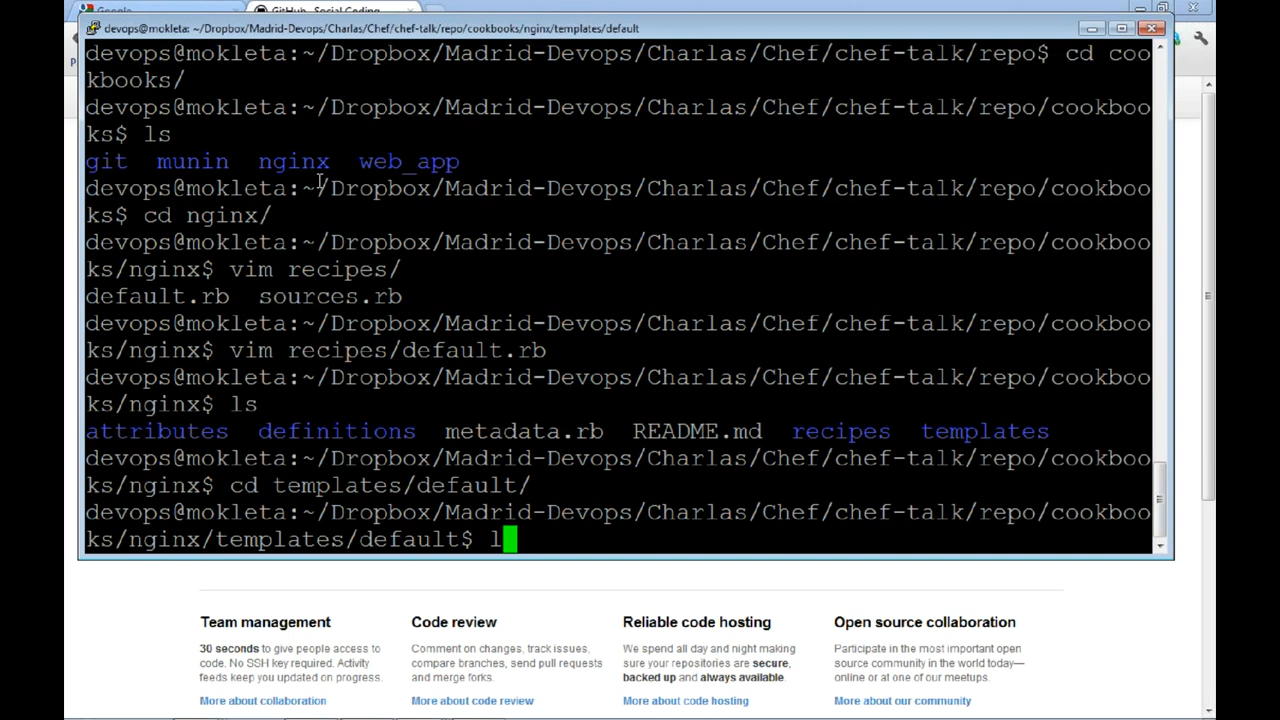 Google
GitHub · Social Coding
devops@mokleta: ~/Dropbox/Madrid-Devops/Charlas/Chef/chef-talk/repo/cookbooks/nginx/templates/default
devops@mokleta:~/Dropbox/Madrid-Devops/Charlas/Chef/chef-talk/repo$ cd coo
kbooks/
devops@mokleta:~/Dropbox/Madrid-Devops/Charlas/Chef/chef-talk/repo/cookboo
ks$ ls
git munin nginx web_app
devops@mokleta:~/Dropbox/Madrid-Devops/Charlas/Chef/chef-talk/repo/cookboo
ks$ cd nginx/
devops@mokleta:~/Dropbox/Madrid-Devops/Charlas/Chef/chef-talk/repo/cookboo
ks/nginx$ vim recipes/
default.rb sources.rb
devops@mokleta:~/Dropbox/Madrid-Devops/Charlas/Chef/chef-talk/repo/cookboo
ks/nginx$ vim recipes/default.rb
devops@mokleta:~/Dropbox/Madrid-Devops/Charlas/Chef/chef-talk/repo/cookboo
ks/nginx$ ls
attributes definitions metadata.rb README.md recipes templates
devops@mokleta:~/Dropbox/Madrid-Devops/Charlas/Chef/chef-talk/repo/cookboo
ks/nginx$ cd templates/default/
devops@mokleta:~/Dropbox/Madrid-Devops/Charlas/Chef/chef-talk/repo/cookboo
ks/nginx/templates/default$ l
Team management
30 seconds to give people access to
code. No SSH key required. Activity
feeds keep you updated on progress.
More about collaboration
Code review
Comment on changes, track issues,
compare branches, send pull requests
and merge forks.
More about code review
Reliable code hosting
We spend all day and night making
sure your repositories are secure,
backed up and always available.
More about code hosting
Open source collaboration
Participate in the most important open
source community in the world today—
online or at one of our meetups.
More about our community